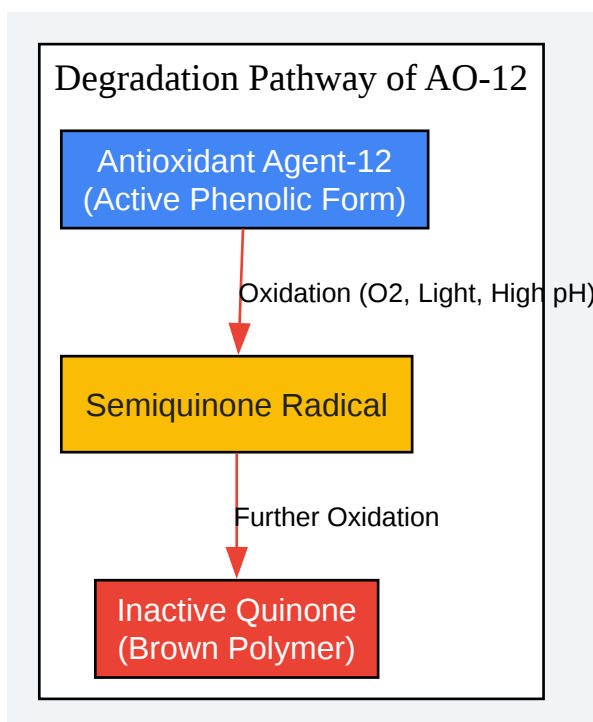 Degradation Pathway of AO-12
Antioxidant Agent-12
(Active Phenolic Form)
Oxidation (O2, Light, High pH)
Semiquinone Radical
Further Oxidation
Inactive Quinone
(Brown Polymer)